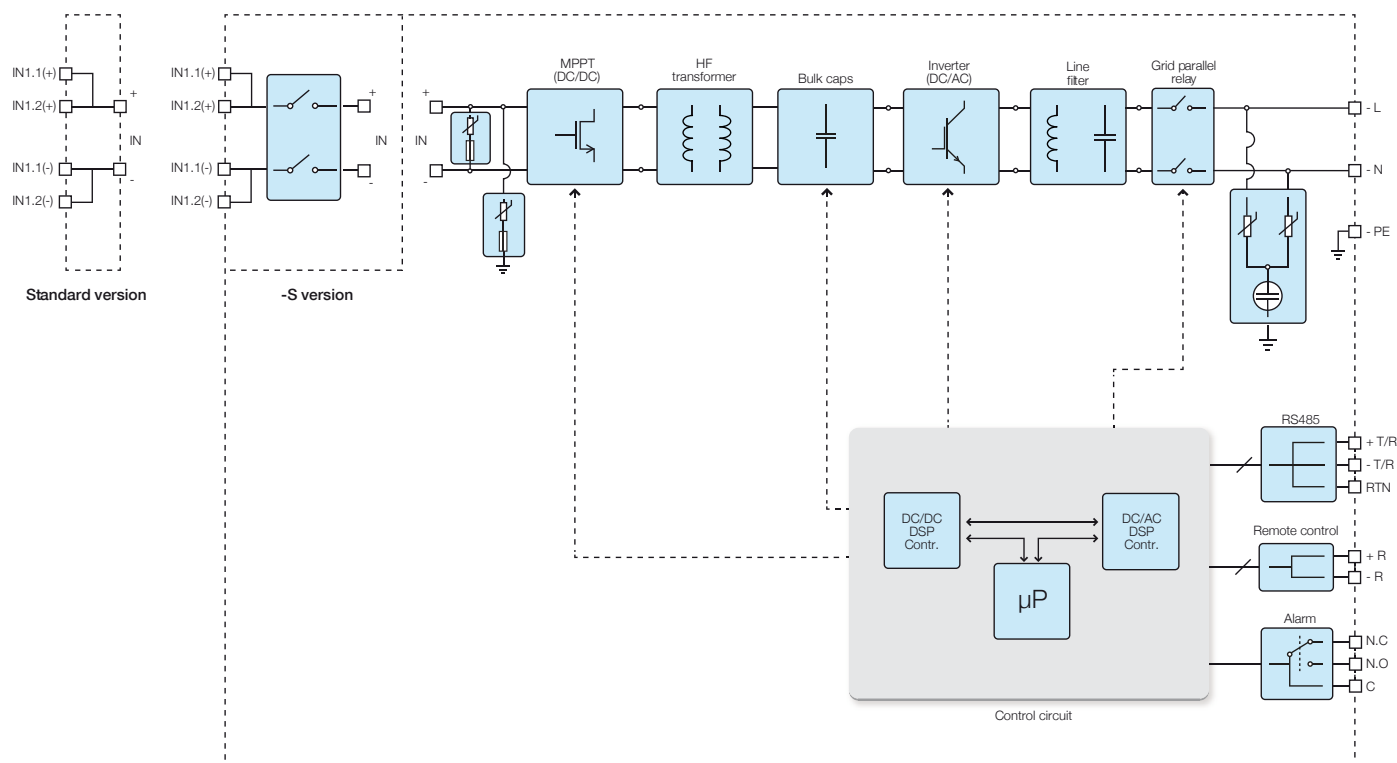 IN1.1(+)
IN1.2(+)
+
IN
IN1.1(-)
-
IN1.2(-)
Standard version
IN1.1(+)
IN1.2(+)
+
IN
IN1.1(-)
-
IN1.2(-)
-S version
+
IN
-
MPPT
(DC/DC)
HF
transformer
Bulk caps
Inverter
(DC/AC)
Line
filter
Grid parallel
relay
- L
- N
- PE
DC/DC
DSP
Contr.
DC/AC
DSP
Contr.
µP
Control circuit
RS485
+ T/R
- T/R
RTN
Remote control
+ R
- R
Alarm
N.C
N.O
C